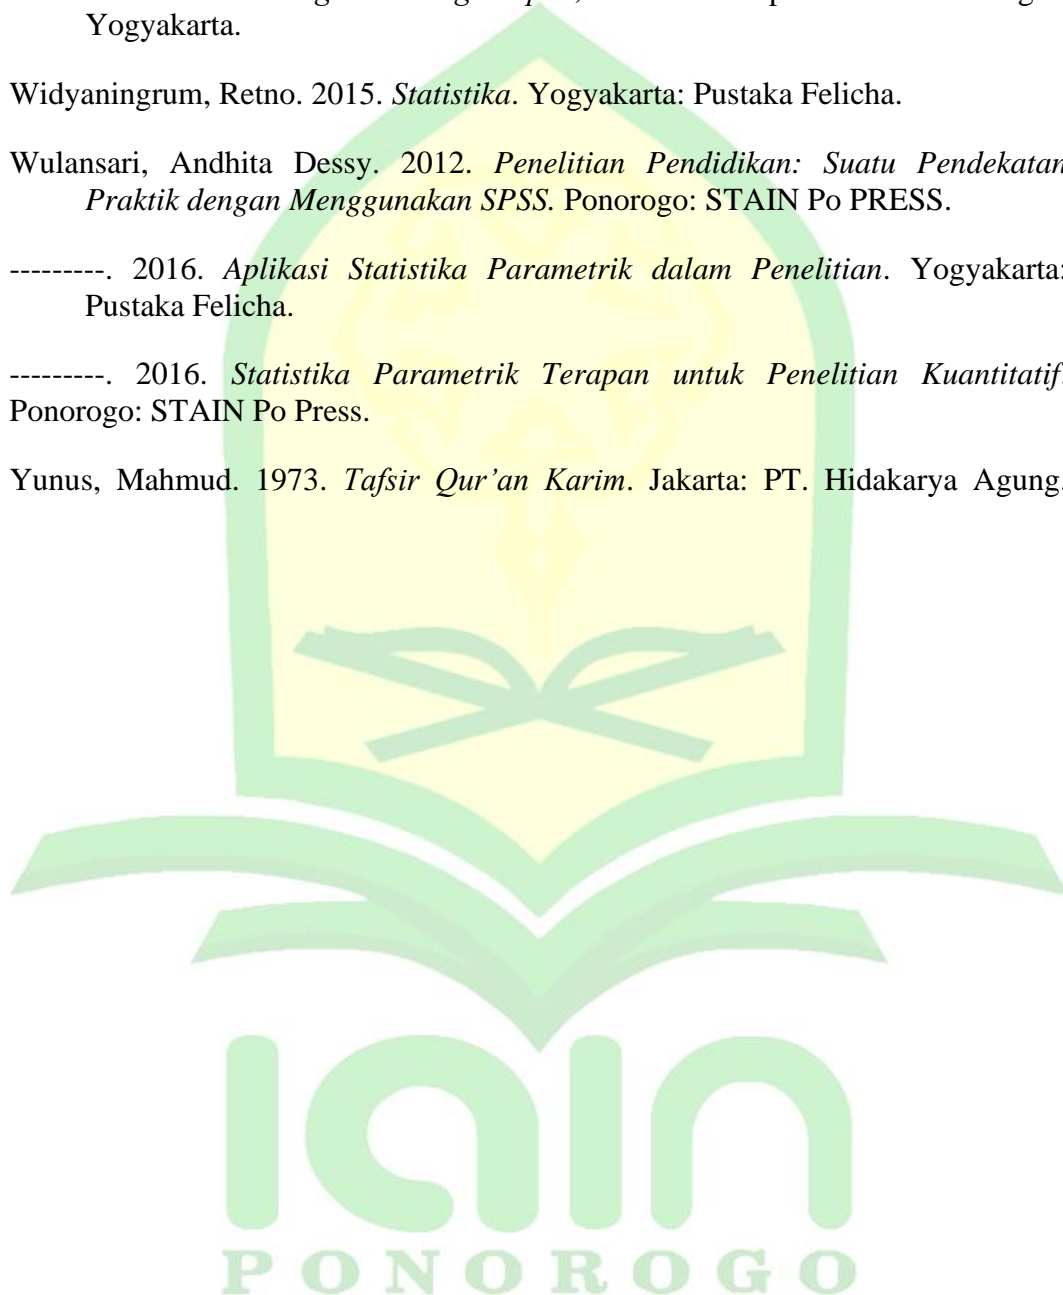 Yogyakarta.
Widyaningrum, Retno. 2015. Statistika. Yogyakarta: Pustaka Felicha.
Wulansari, Andhita Dessy. 2012. Penelitian Pendidikan: Suatu Pendekatan
Praktik dengan Menggunakan SPSS. Ponorogo: STAIN Po PRESS.
---------. 2016. Aplikasi Statistika Parametrik dalam Penelitian. Yogyakarta:
Pustaka Felicha.
---------. 2016. Statistika Parametrik Terapan untuk Penelitian Kuantitatif.
Ponorogo: STAIN Po Press.
Yunus, Mahmud. 1973. Tafsir Qur’an Karim. Jakarta: PT. Hidakarya Agung.
iain
PONOROGO